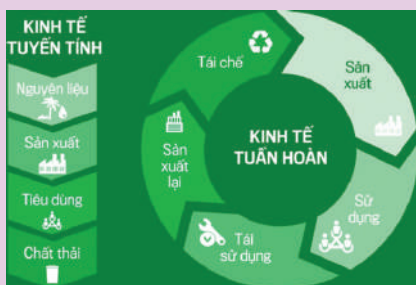 KINH TẾ
TUYẾN TÍNH
Nguyên liệu
Sản xuất
Tiêu dùng
Chất thải
Tái chế
Sản
xuất
Sử
dụng
Tái
sử dụng
Sản
xuất
lại
KINH TẾ
TUẦN HOÀN